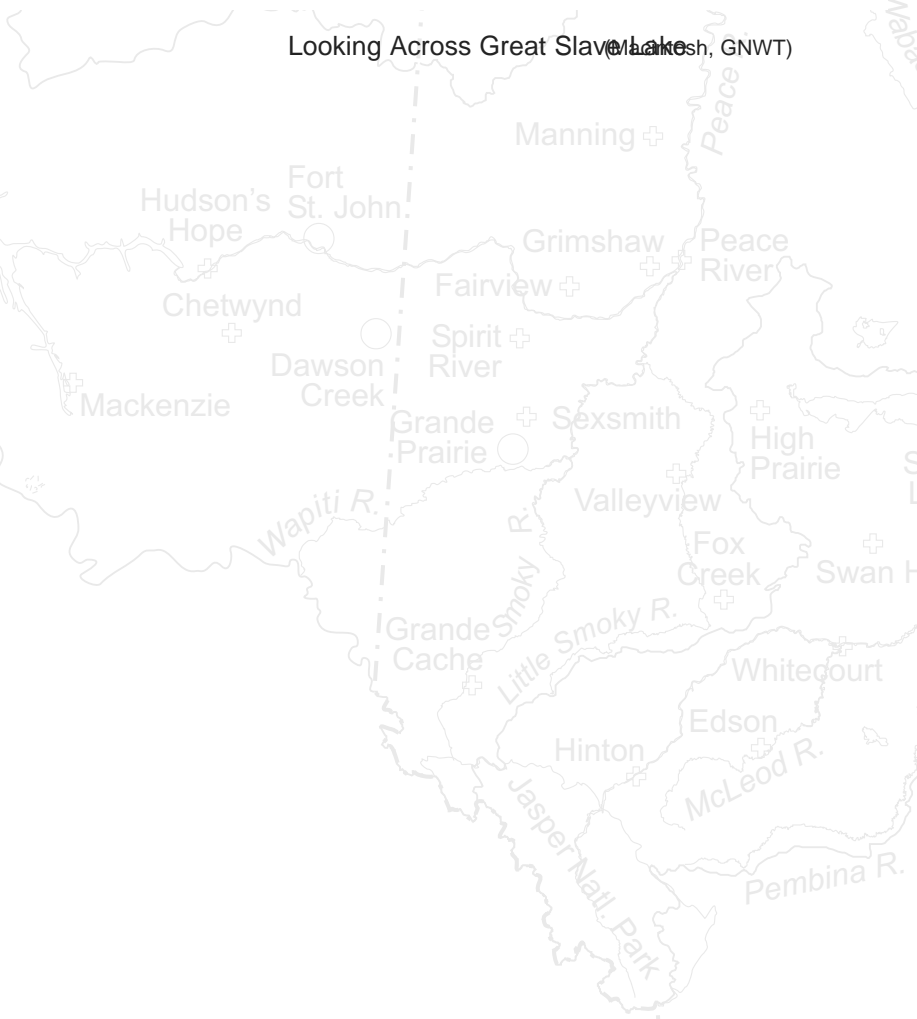 Looking Across Great Slave Lake (Macintosh, GNWT)
Peace R.
Manning
Fort
St. John
Hudson's
Hope
Grimshaw
Peace
River
Fairview
Chetwynd
Spirit
River
Dawson
Creek
Mackenzie
Grande
Prairie
Sexsmith
High
Prairie
Valleyview
Wapiti R.
Smoky R.
Fox
Creek
Swan H
Grande
Cache
Little Smoky R.
Whitecourt
Edson
Hinton
McLeod R.
Jasper Natl. Park
Pembina R.